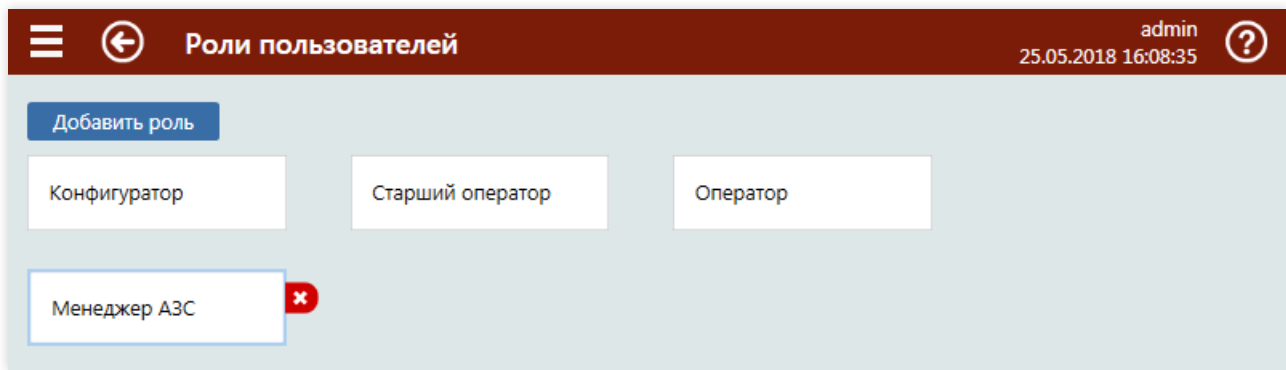 Роли пользователей
admin
25.05.2018 16:08:35
Добавить роль
Конфигуратор
Старший оператор
Оператор
Менеджер АЗС